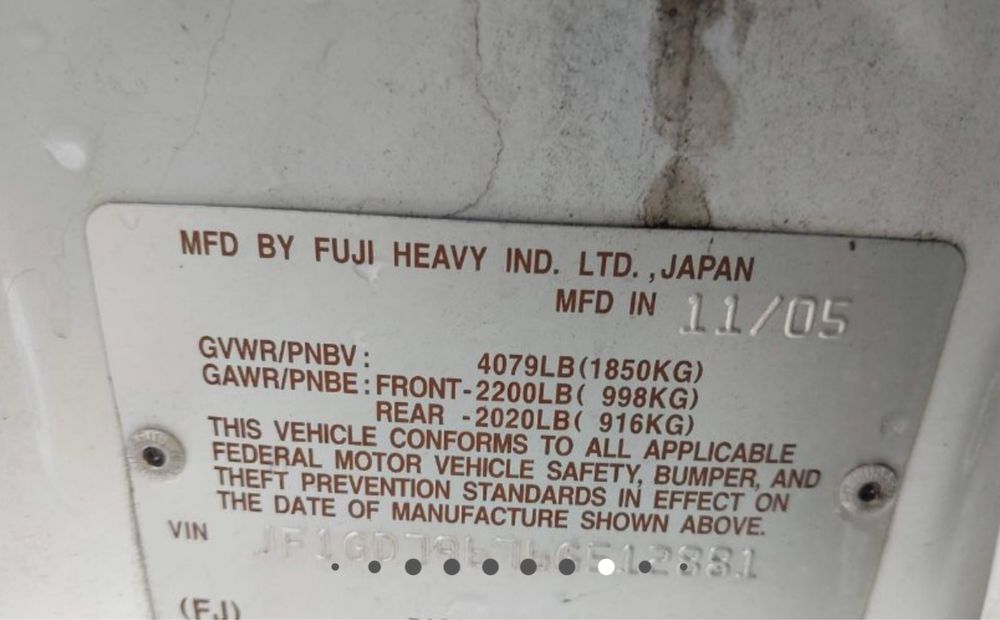 MFD BY FUJI HEAVY IND. LTD. ,JAPAN
MFD IN 11/05
GVWR/PNBV: 4079LB(1850KG)
GAWR/PNBE:FRONT-2200LB( 998KG)
REAR -2020LB( 916KG)
THIS VEHICLE CONFORMS TO ALL APPLICABLE
FEDERAL MOTOR VEHICLE SAFETY, BUMPER, AND
THEFT PREVENTION STANDARDS IN EFFECT ON
THE DATE OF MANUFACTURE SHOWN ABOVE.
VIN
(FJ)